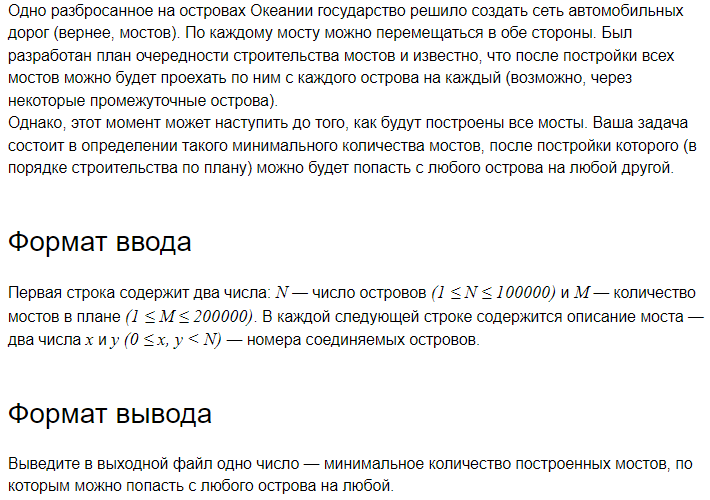 Одно разбросанное на островах Океании государство решило создать сеть автомобильных
дорог (вернее, мостов). По каждому мосту можно перемещаться в обе стороны. Был
разработан план очередности строительства мостов и известно, что после постройки всех
мостов можно будет проехать по ним с каждого острова на каждый (возможно, через
некоторые промежуточные острова).
Однако, этот момент может наступить до того, как будут построены все мосты. Ваша задача
состоит в определении такого минимального количества мостов, после постройки которого (в
порядке строительства по плану) можно будет попасть с любого острова на любой другой.
Формат ввода
Первая строка содержит два числа: N — число островов (1 ≤ N ≤ 100000) и M — количество
мостов в плане (1 ≤ M ≤ 200000). В каждой следующей строке содержится описание моста —
два числа x и y (0 ≤ x, y < N) — номера соединяемых островов.
Формат вывода
Выведите в выходной файл одно число — минимальное количество построенных мостов, по
которым можно попасть с любого острова на любой.